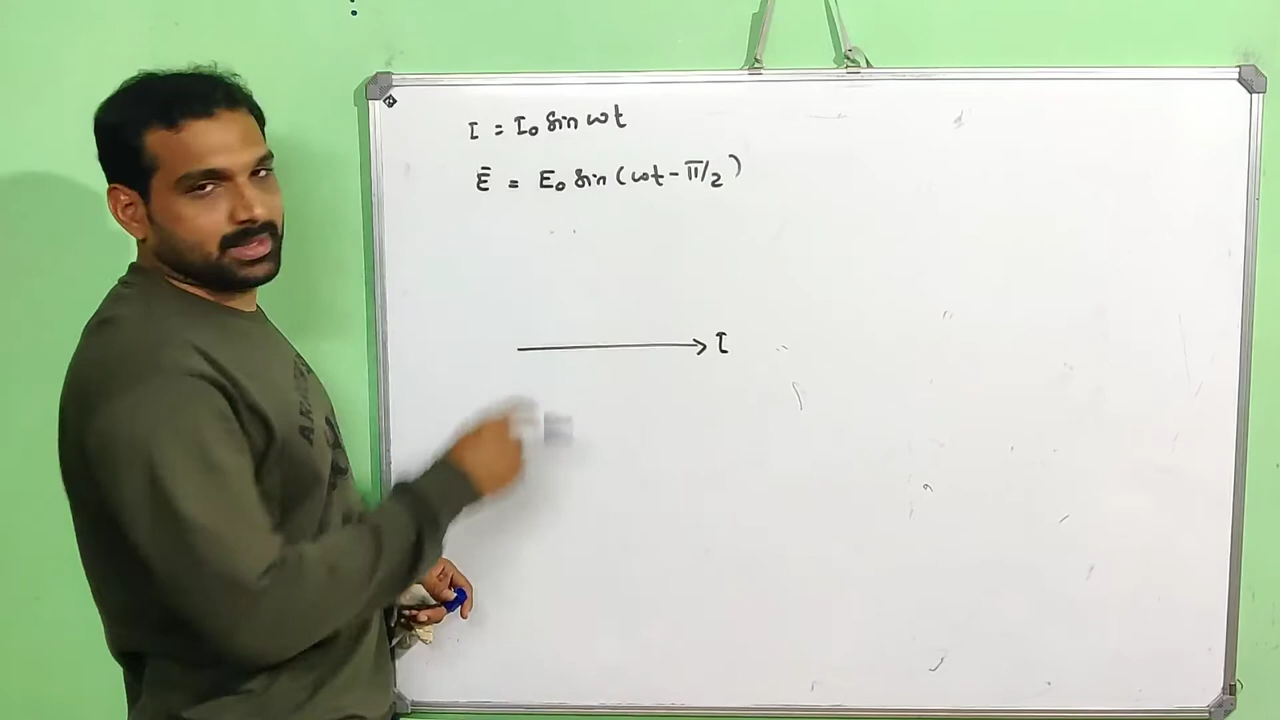 I = I₀ sin ωt
Ē = E₀ sin (ωt - π/2)
I